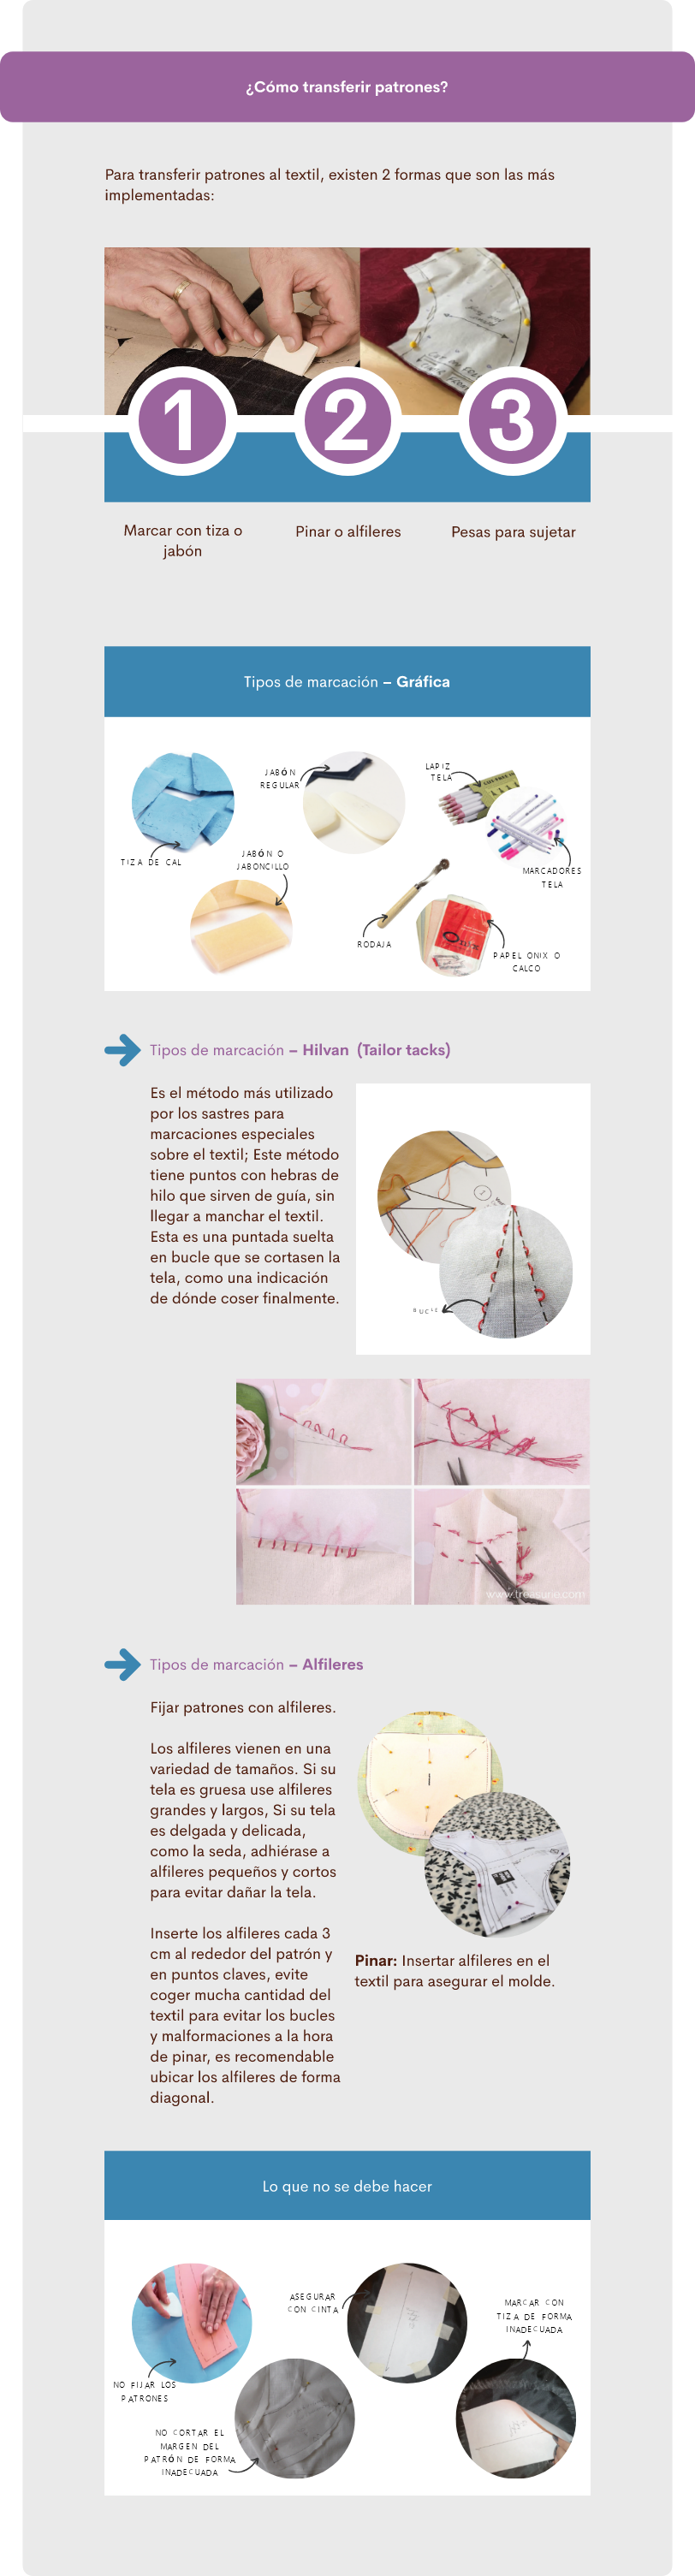 ¿Cómo transferir patrones?
Para transferir patrones al textil, existen 2 formas que son las más
implementadas:
1
2
3
Marcar con tiza o
jabón
Pinar o alfileres
Pesas para sujetar
Tipos de marcación – Gráfica
JABÓN
REGULAR
LAPIZ
TELA
TIZA DE CAL
JABÓN O
JABONCILLO
MARCADORES
TELA
RODAJA
PAPEL ONIX O
CALCO
Tipos de marcación – Hilvan (Tailor tacks)
Es el método más utilizado
por los sastres para
marcaciones especiales
sobre el textil; Este método
tiene puntos con hebras de
hilo que sirven de guía, sin
llegar a manchar el textil.
Esta es una puntada suelta
en bucle que se cortasen la
tela, como una indicación
de dónde coser finalmente.
BUCLE
www.treasurie.com
Tipos de marcación – Alfileres
Fijar patrones con alfileres.
Los alfileres vienen en una
variedad de tamaños. Si su
tela es gruesa use alfileres
grandes y largos, Si su tela
es delgada y delicada,
como la seda, adhiérase a
alfileres pequeños y cortos
para evitar dañar la tela.
Inserte los alfileres cada 3
cm al rededor del patrón y
en puntos claves, evite
coger mucha cantidad del
textil para evitar los bucles
y malformaciones a la hora
de pinar, es recomendable
ubicar los alfileres de forma
diagonal.
Pinar: Insertar alfileres en el
textil para asegurar el molde.
Lo que no se debe hacer
ASEGURAR
CON CINTA
MARCAR CON
TIZA DE FORMA
INADECUADA
NO FIJAR LOS
PATRONES
NO CORTAR EL
MARGEN DEL
PATRÓN DE FORMA
INADECUADA